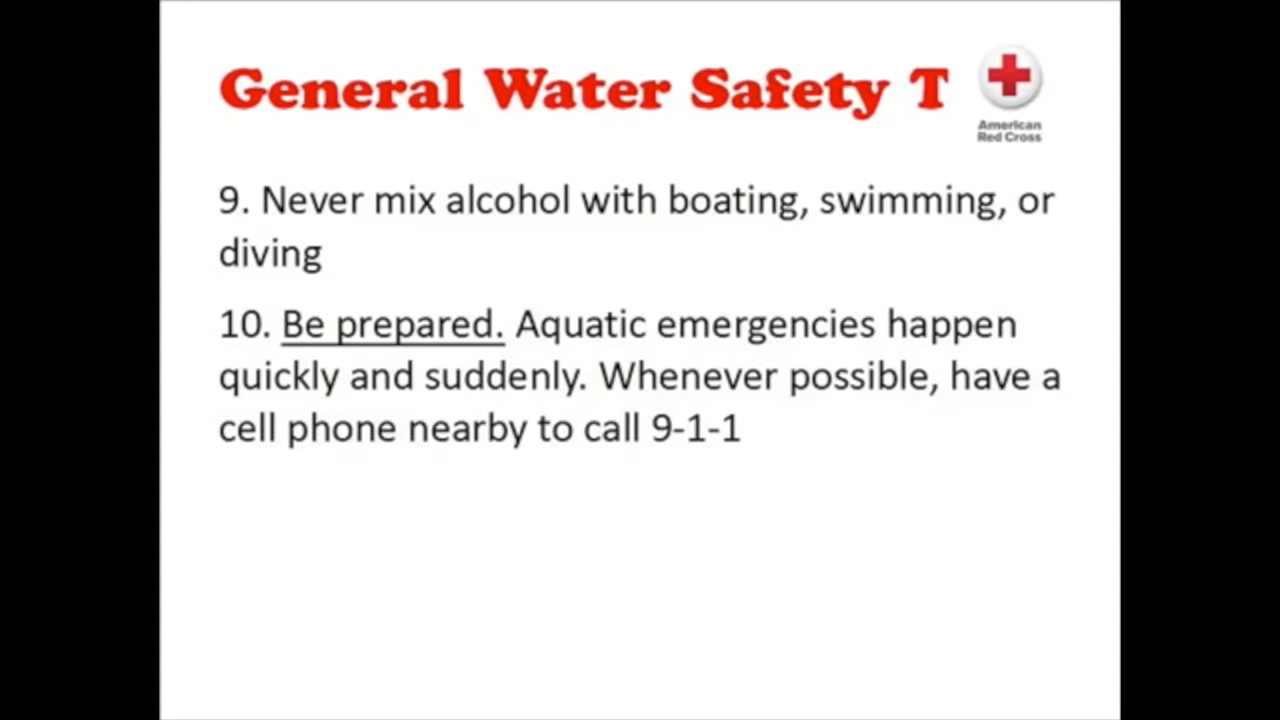 General Water Safety T
American
Red Cross
9. Never mix alcohol with boating, swimming, or
diving
10. Be prepared. Aquatic emergencies happen
quickly and suddenly. Whenever possible, have a
cell phone nearby to call 9-1-1